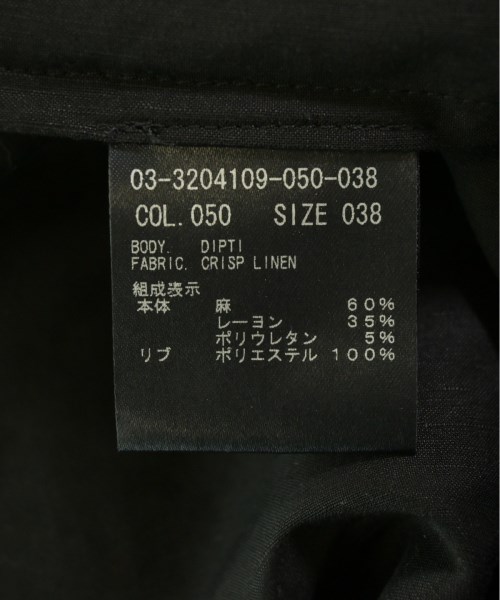 03-3204109-050-038
COL.050 SIZE 038
BODY. DIPTI
FABRIC. CRISP LINEN
組成表示
本体 麻 60%
レーヨン 35%
ポリウレタン 5%
リブ ポリエステル 100%